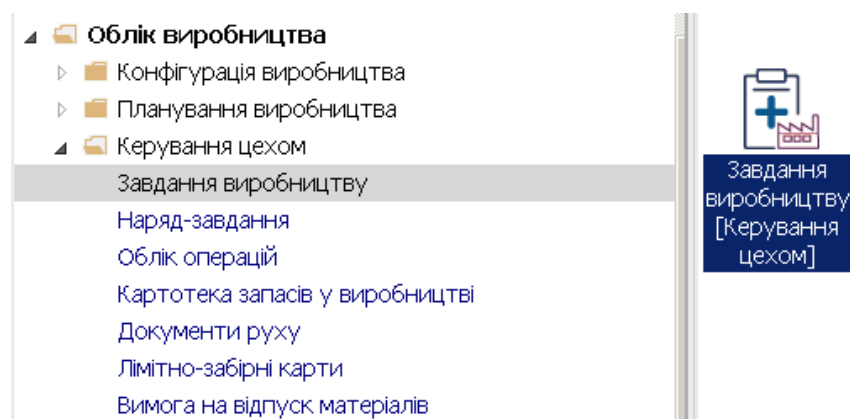 Облік виробництва
Конфігурація виробництва
Планування виробництва
Керування цехом
Завдання виробництву
Наряд-завдання
Облік операцій
Картотека запасів у виробництві
Документи руху
Лімітно-забірні карти
Вимога на відпуск матеріалів
Завдання
виробництву
[Керування
цехом]